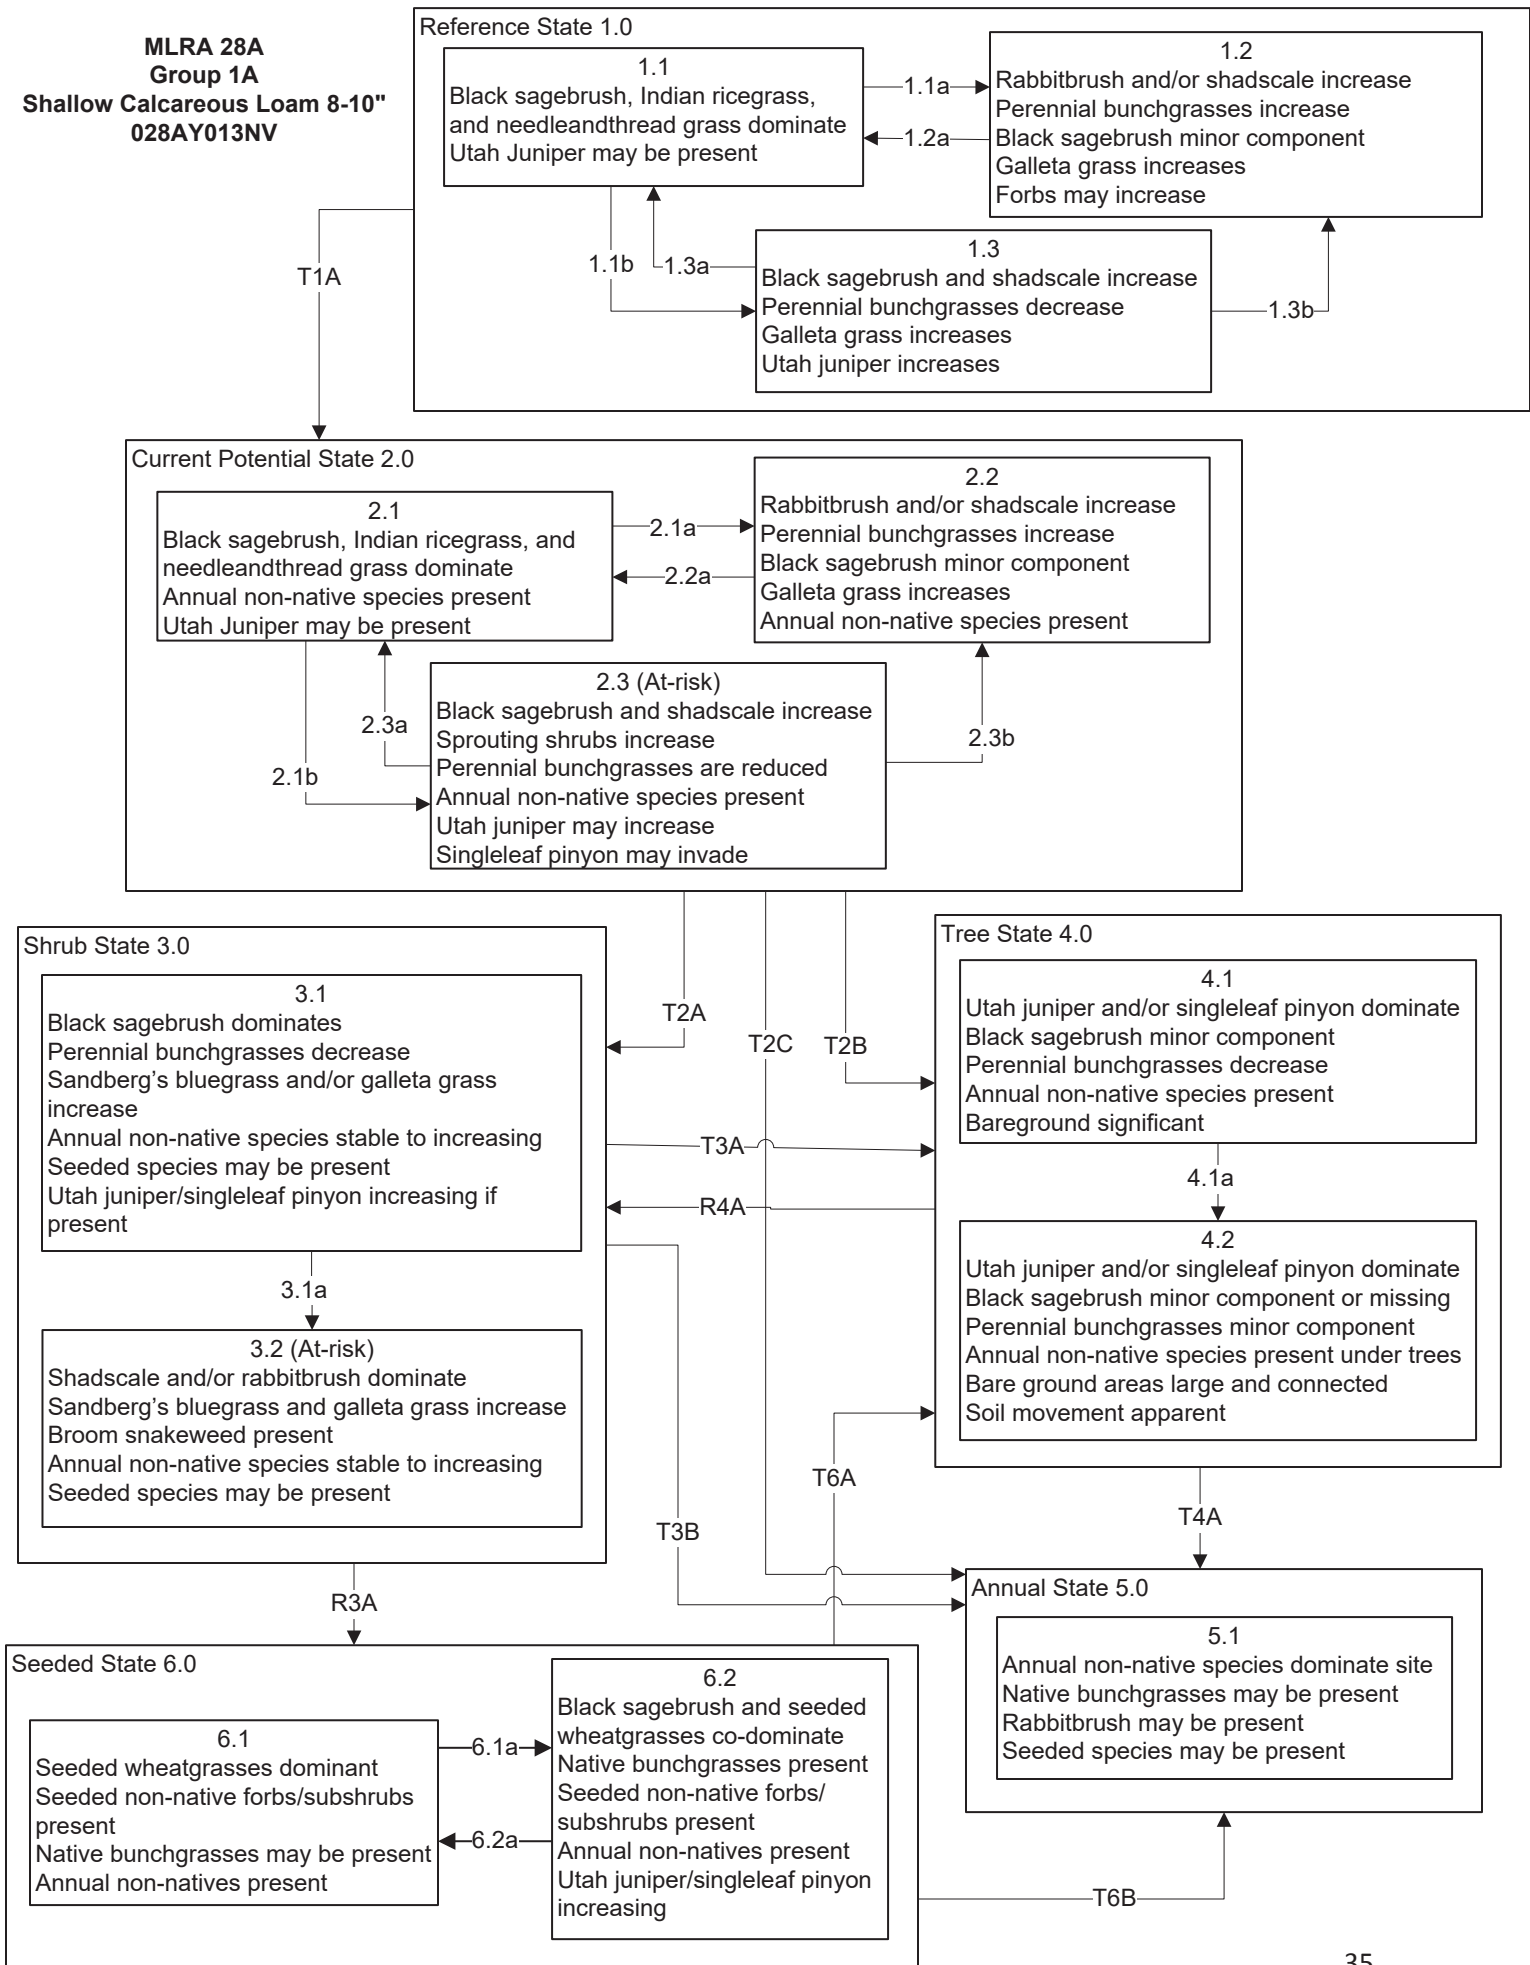 MLRA 28A
Group 1A
Shallow Calcareous Loam 8-10"
028AY013NV
Reference State 1.0
1.1
Black sagebrush, Indian ricegrass,
and needleandthread grass dominate
Utah Juniper may be present
1.1a
1.2a
1.2
Rabbitbrush and/or shadscale increase
Perennial bunchgrasses increase
Black sagebrush minor component
Galleta grass increases
Forbs may increase
1.1b
1.3a
1.3
Black sagebrush and shadscale increase
Perennial bunchgrasses decrease
Galleta grass increases
Utah juniper increases
1.3b
T1A
Current Potential State 2.0
2.1
Black sagebrush, Indian ricegrass, and
needleandthread grass dominate
Annual non-native species present
Utah Juniper may be present
2.1a
2.2a
2.2
Rabbitbrush and/or shadscale increase
Perennial bunchgrasses increase
Black sagebrush minor component
Galleta grass increases
Annual non-native species present
2.1b
2.3a
2.3 (At-risk)
Black sagebrush and shadscale increase
Sprouting shrubs increase
Perennial bunchgrasses are reduced
Annual non-native species present
Utah juniper may increase
Singleleaf pinyon may invade
2.3b
T2A
T2C
T2B
Shrub State 3.0
3.1
Black sagebrush dominates
Perennial bunchgrasses decrease
Sandberg’s bluegrass and/or galleta grass
increase
Annual non-native species stable to increasing
Seeded species may be present
Utah juniper/singleleaf pinyon increasing if
present
3.1a
3.2 (At-risk)
Shadscale and/or rabbitbrush dominate
Sandberg’s bluegrass and galleta grass increase
Broom snakeweed present
Annual non-native species stable to increasing
Seeded species may be present
T3A
R4A
T3B
T6A
Tree State 4.0
4.1
Utah juniper and/or singleleaf pinyon dominate
Black sagebrush minor component
Perennial bunchgrasses decrease
Annual non-native species present
Bareground significant
4.1a
4.2
Utah juniper and/or singleleaf pinyon dominate
Black sagebrush minor component or missing
Perennial bunchgrasses minor component
Annual non-native species present under trees
Bare ground areas large and connected
Soil movement apparent
T4A
R3A
Annual State 5.0
5.1
Annual non-native species dominate site
Native bunchgrasses may be present
Rabbitbrush may be present
Seeded species may be present
Seeded State 6.0
6.1
Seeded wheatgrasses dominant
Seeded non-native forbs/subshrubs
present
Native bunchgrasses may be present
Annual non-natives present
6.1a
6.2a
6.2
Black sagebrush and seeded
wheatgrasses co-dominate
Native bunchgrasses present
Seeded non-native forbs/
subshrubs present
Annual non-natives present
Utah juniper/singleleaf pinyon
increasing
T6B
35